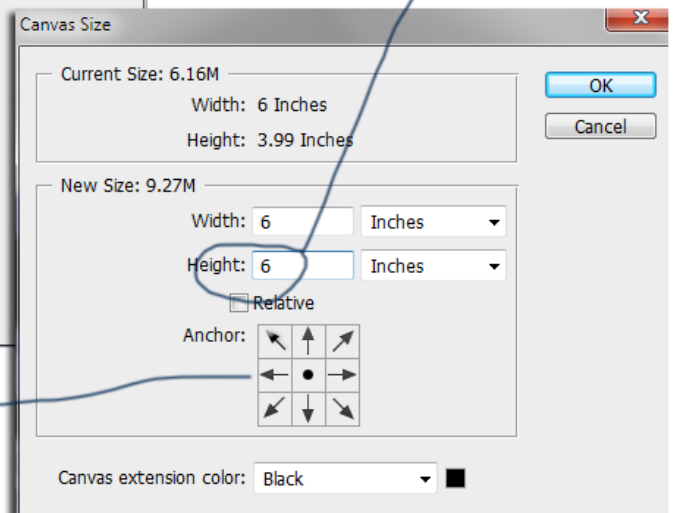 Canvas Size
Current Size: 6.16M
OK
Width: 6 Inches
Cancel
Height: 3.99 Inches
New Size: 9.27M
Width: 6 Inches
Height: 6 Inches
Relative
Anchor:
Canvas extension color: Black